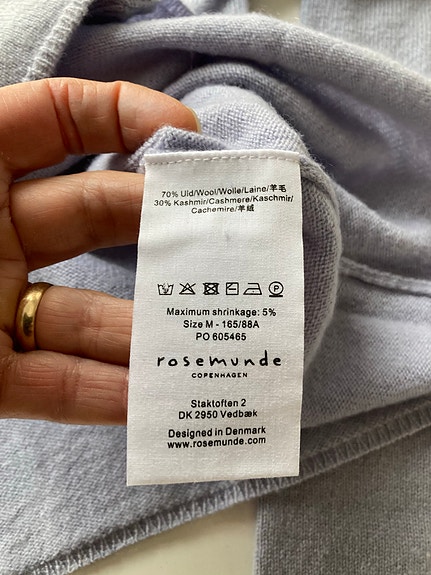 70% Uld/Wool/Wolle/Laine/羊毛
30% Kashmir/Cashmere/Kaschmir/
Cachemire/羊绒
Maximum shrinkage: 5%
Size M - 165/88A
PO 605465
rosemunde
COPENHAGEN
Staktoften 2
DK 2950 Vedbæk
Designed in Denmark
www.rosemunde.com